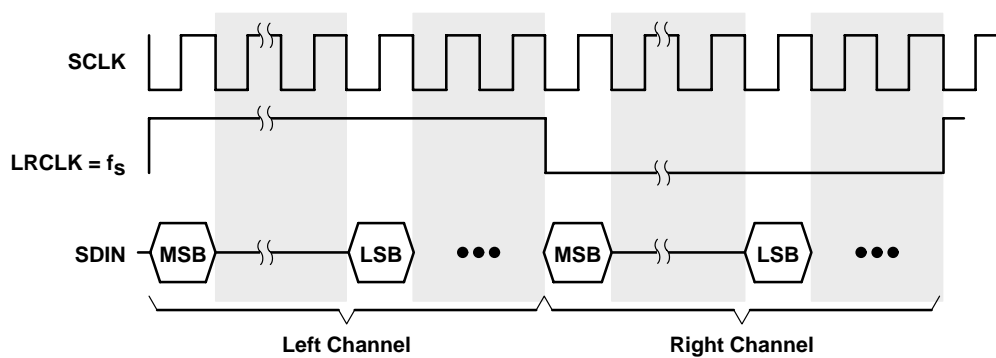 SCLK
LRCLK = fs
SDIN
MSB
LSB
MSB
LSB
Left Channel
Right Channel